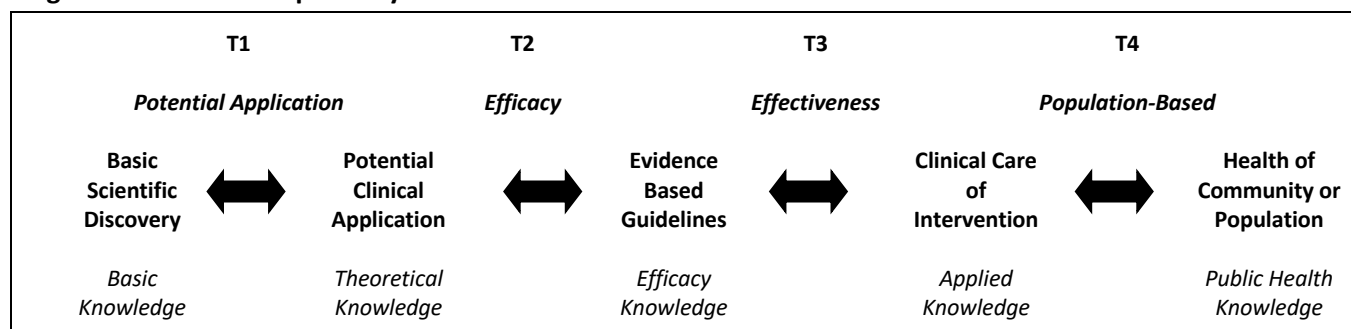 T1 T2 T3 T4
Potential Application Efficacy Effectiveness Population-Based
Basic Potential Evidence Clinical Care Health of
Scientific Clinical Based of Community or
Discovery Application Guidelines Intervention Population
Basic Theoretical Efficacy Applied Public Health
Knowledge Knowledge Knowledge Knowledge Knowledge